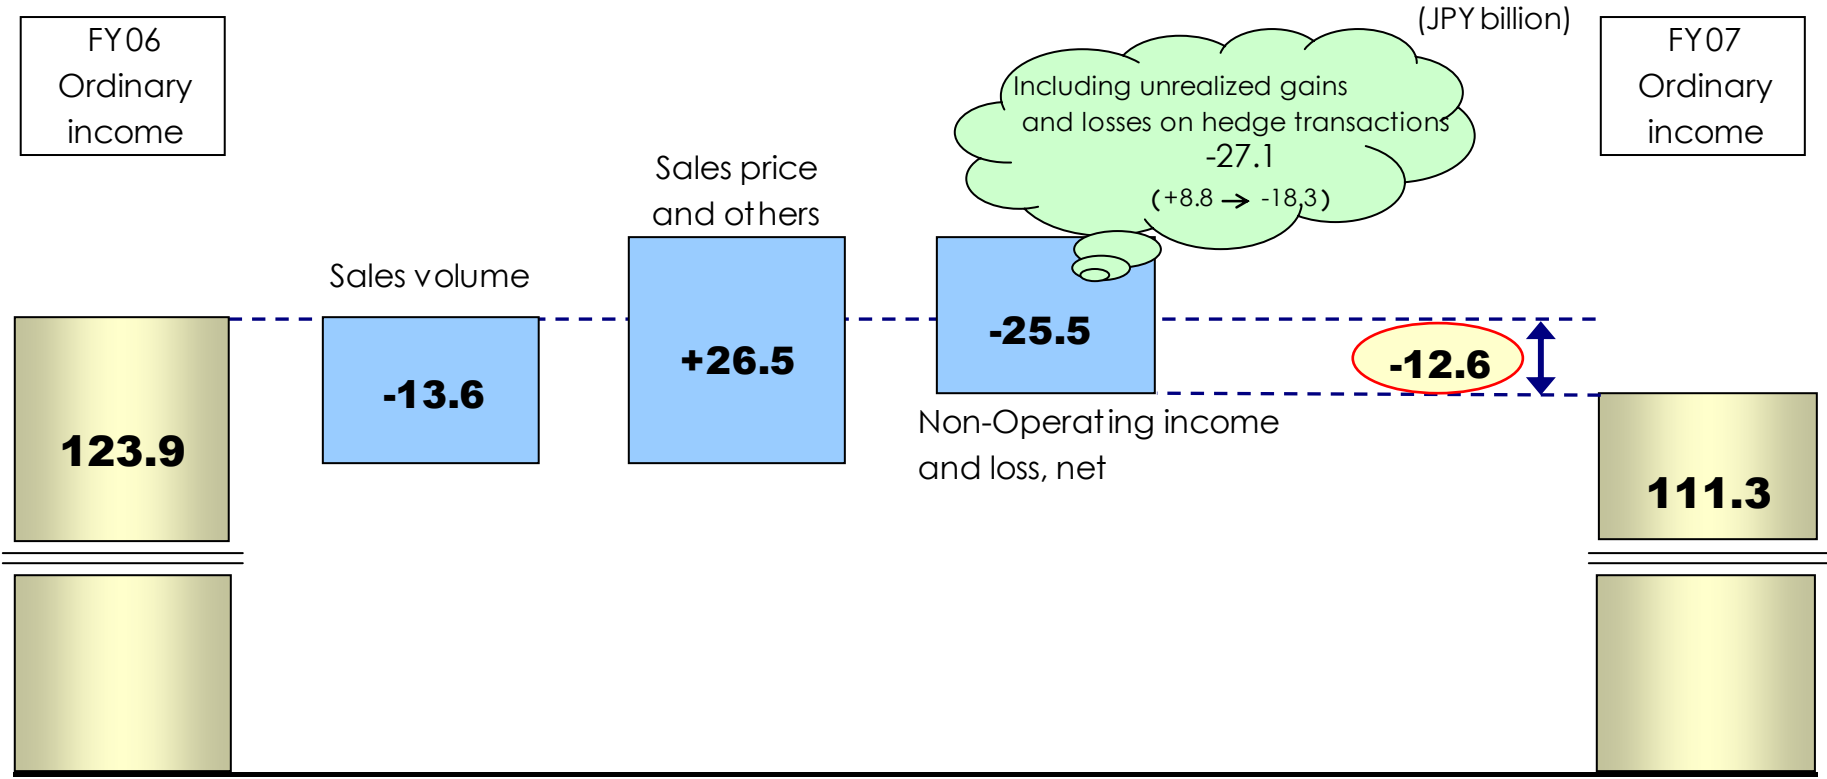 (JPY billion)
FY06
Ordinary
income
FY07
Ordinary
income
Including unrealized gains
and losses on hedge transactions
-27.1
(+8.8 → -18.3)
Sales price
and others
Sales volume
123.9
-13.6
+26.5
-25.5
-12.6
Non-Operating income
and loss, net
111.3